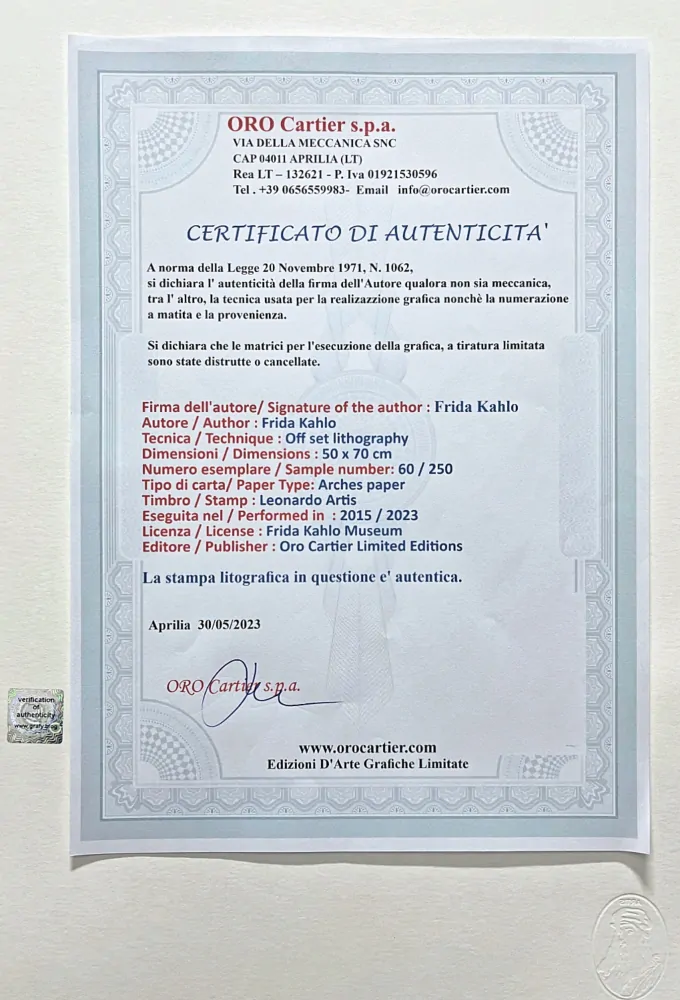 ORO Cartier s.p.a.
VIA DELLA MECCANICA SNC
CAP 04011 APRILIA (LT)
Rea LT – 132621 - P. Iva 01921530596
Tel . +39 0656559983- Email info@orocartier.com
CERTIFICATO DI AUTENTICITA'
A norma della Legge 20 Novembre 1971, N. 1062,
si dichiara l' autenticità della firma dell'Autore qualora non sia meccanica,
tra l' altro, la tecnica usata per la realizazzione grafica nonchè la numerazione
a matita e la provenienza.
Si dichiara che le matrici per l'esecuzione della grafica, a tiratura limitata
sono state distrutte o cancellate.
Firma dell'autore/ Signature of the author : Frida Kahlo
Autore / Author : Frida Kahlo
Tecnica / Technique : Off set lithography
Dimensioni / Dimensions : 50 x 70 cm
Numero esemplare / Sample number: 60 / 250
Tipo di carta/ Paper Type: Arches paper
Timbro / Stamp : Leonardo Artis
Eseguita nel / Performed in : 2015 / 2023
Licenza / License : Frida Kahlo Museum
Editore / Publisher : Oro Cartier Limited Editions
La stampa litografica in questione e' autentica.
Aprilia 30/05/2023
ORO Cartier s.p.a.
verification
of
authenticity
www.orocartier.com
Edizioni D'Arte Grafiche Limitate